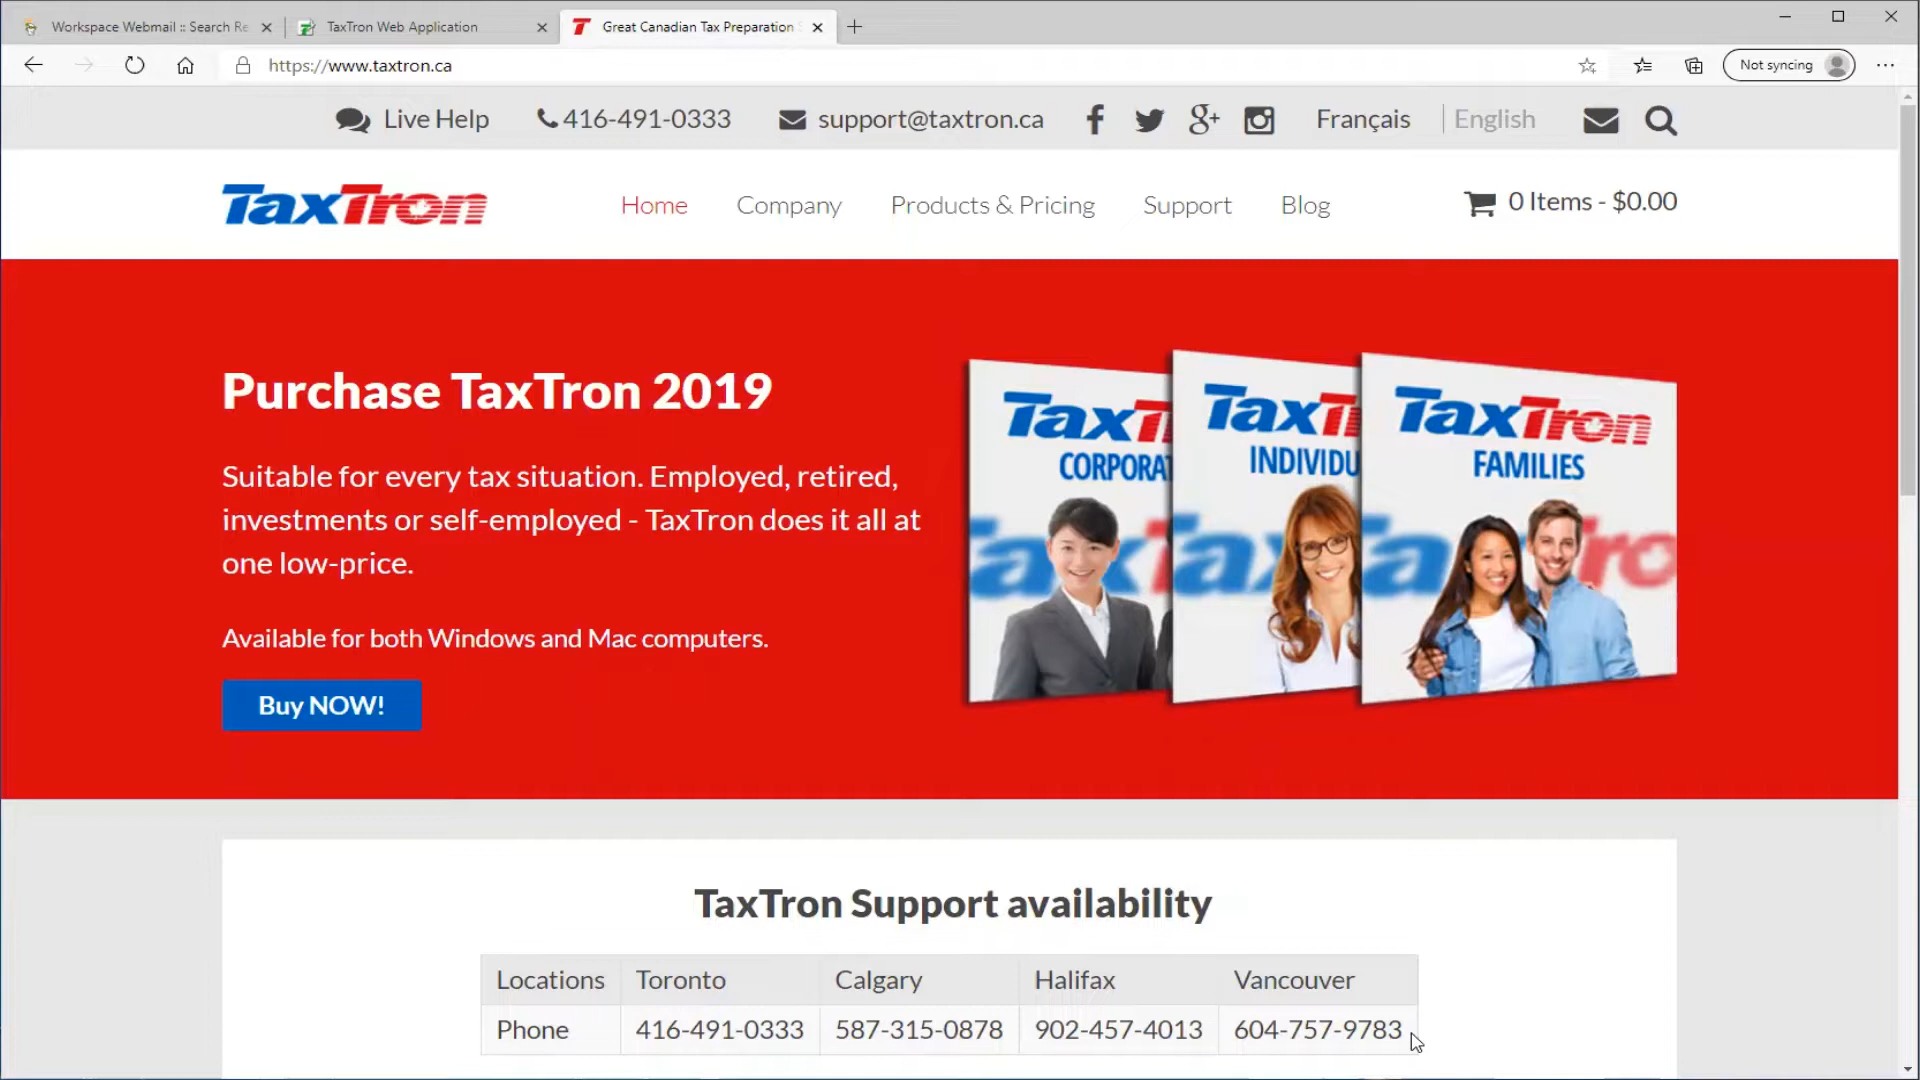 Workspace Webmail :: Search Re
TaxTron Web Application
Great Canadian Tax Preparation
https://www.taxtron.ca
Not syncing
Live Help
416-491-0333
support@taxtron.ca
Français
English
TaxTron
Home
Company
Products & Pricing
Support
Blog
0 Items - $0.00
Purchase TaxTron 2019
Suitable for every tax situation. Employed, retired,
investments or self-employed - TaxTron does it all at
one low-price.
Available for both Windows and Mac computers.
Buy NOW!
TaxT
CORPORAT
TaxTr
INDIVIDU
TaxTron
FAMILIES
TaxTron Support availability
Locations Toronto Calgary Halifax Vancouver
Phone 416-491-0333 587-315-0878 902-457-4013 604-757-9783